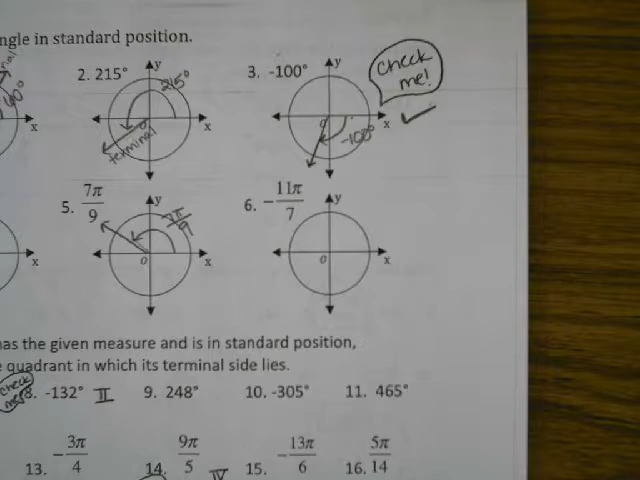 ngle in standard position.
2. 215°
y
215°
x
o
terminal
3. -100°
y
x
o
-100°
Check me!
60°
x
5. 7π/9
y
7π/9
x
o
6. -11π/7
y
x
o
x
has the given measure and is in standard position,
e quadrant in which its terminal side lies.
Check me!
8. -132° III
9. 248°
10. -305°
11. 465°
13. -3π/4
14. 9π/5 IV
15. -13π/6
16. 5π/14